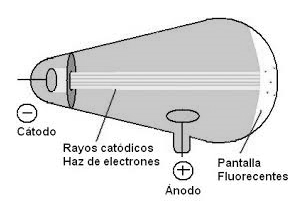 Cátodo
Rayos catódicos
Haz de electrones
Ánodo
Pantalla
Fluorecentes